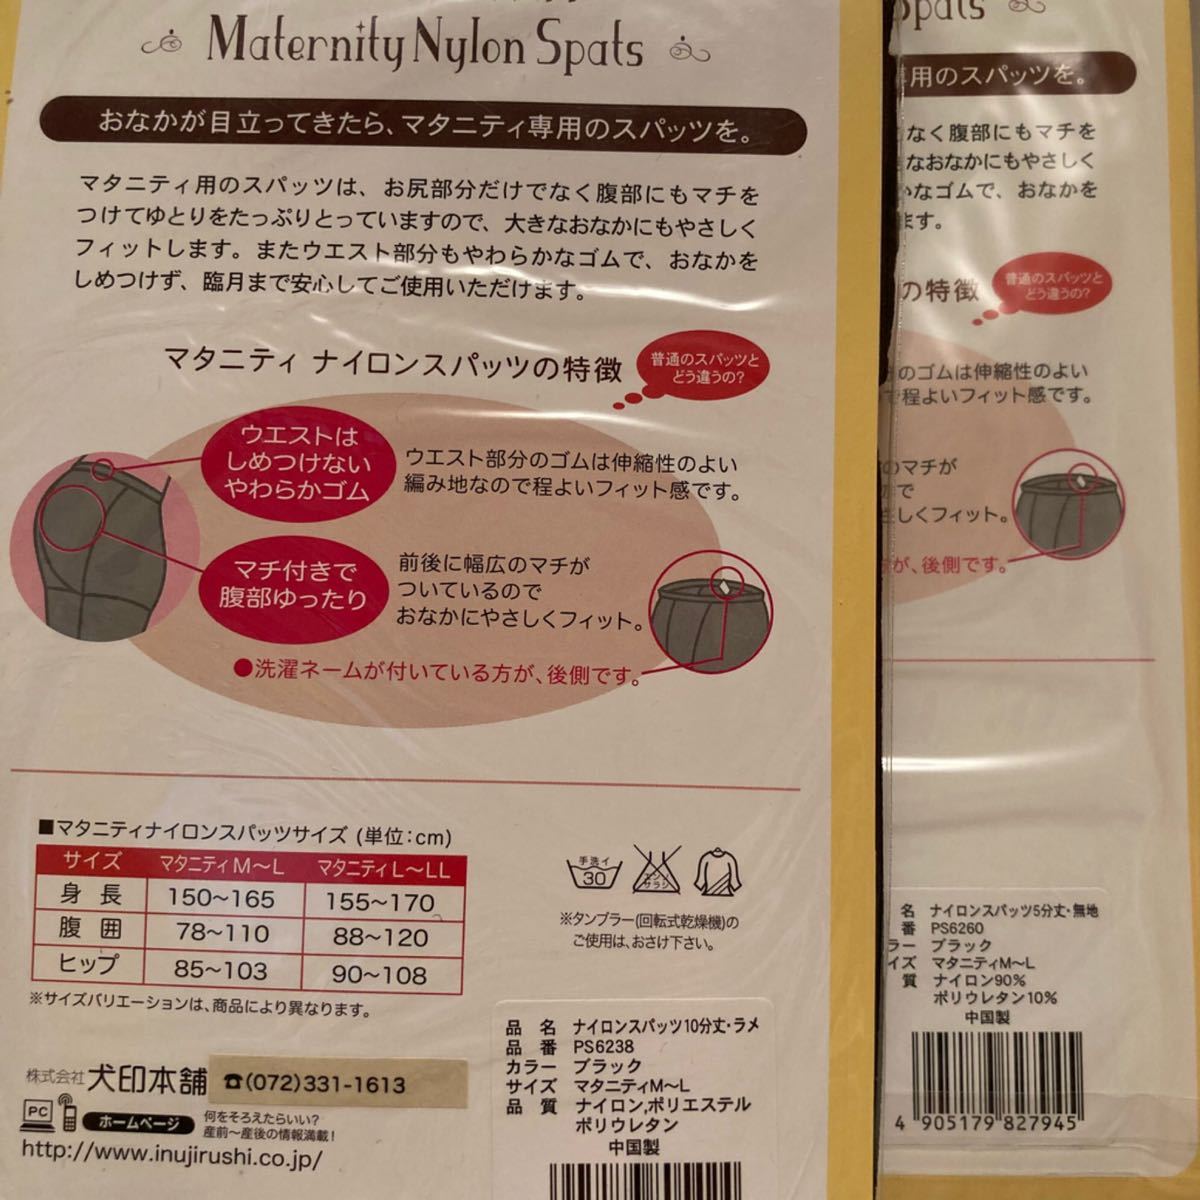 Maternity Nylon Spats
おなかが目立ってきたら、マタニティ専用のスパッツを。
マタニティ用のスパッツは、お尻部分だけでなく腹部にもマチを
つけてゆとりをたっぷりとっていますので、大きなおなかにもやさしく
フィットします。またウエスト部分もやわらかなゴムで、おなかを
しめつけず、臨月まで安心してご使用いただけます。
マタニティ ナイロンスパッツの特徴
普通のスパッツと
どう違うの?
ウエストは
しめつけない
やわらかゴム
ウエスト部分のゴムは伸縮性のよい
編み地なので程よいフィット感です。
マチ付きで
腹部ゆったり
前後に幅広のマチが
ついているので
おなかにやさしくフィット。
●洗濯ネームが付いている方が、後側です。
■マタニティナイロンスパッツサイズ (単位:cm)
サイズ マタニティM～L マタニティL～LL
身長 150～165 155～170
腹囲 78～110 88～120
ヒップ 85～103 90～108
※サイズバリエーションは、商品により異なります。
手洗イ
30
エンソサラシ
※タンブラー(回転式乾燥機)の
ご使用は、おさけ下さい。
株式会社 犬印本舗 ☎(072)331-1613
PC ホームページ 何をそろえたらいい?
産前～産後の情報満載!
http://www.inujirushi.co.jp/
品名 ナイロンスパッツ10分丈・ラメ
品番 PS6238
カラー ブラック
サイズ マタニティM～L
品質 ナイロン,ポリエステル
ポリウレタン
中国製
Spats
専用のスパッツを。
なく腹部にもマチを
なおなかにもやさしく
かなゴムで、おなかを
ます。
の特徴
普通のスパッツと
どう違うの?
のゴムは伸縮性のよい
で程よいフィット感です。
のマチが
で
しくフィット。
が、後側です。
名 ナイロンスパッツ5分丈・無地
番 PS6260
ラー ブラック
イズ マタニティM～L
質 ナイロン90%
ポリウレタン10%
中国製
4 905179 827945